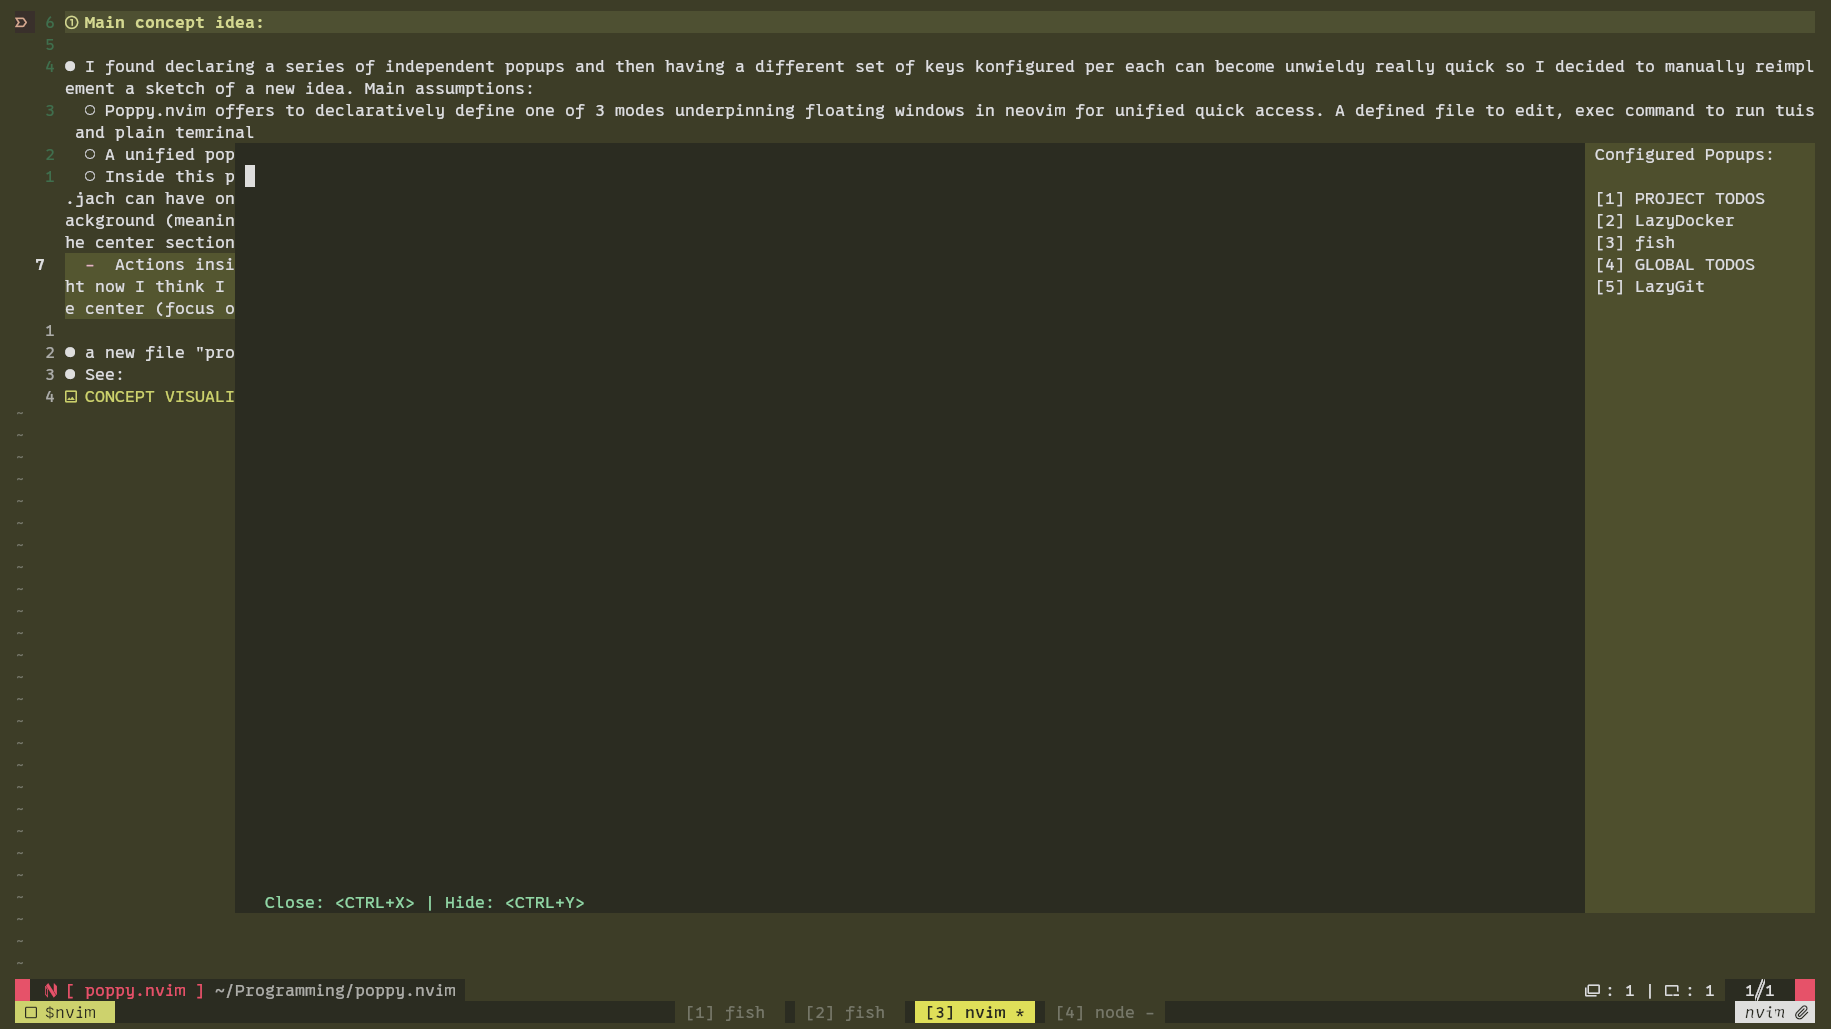 6 ① Main concept idea:
5
4 ● I found declaring a series of independent popups and then having a different set of keys konfigured per each can become unwieldy really quick so I decided to manually reimpl
ement a sketch of a new idea. Main assumptions:
3 ○ Poppy.nvim offers to declaratively define one of 3 modes underpinning floating windows in neovim for unified quick access. A defined file to edit, exec command to run tuis
and plain temrinal
2 ○ A unified pop
Configured Popups:
1 ○ Inside this p
.jach can have on
[1] PROJECT TODOS
ackground (meanin
[2] LazyDocker
he center section
[3] fish
7 - Actions insi
[4] GLOBAL TODOS
ht now I think I
[5] LazyGit
e center (focus o
1
2 ● a new file "pro
3 ● See:
4 CONCEPT VISUALI
Close: <CTRL+X> | Hide: <CTRL+Y>
[ poppy.nvim ] ~/Programming/poppy.nvim
: 1 | : 1 1/1
$nvim [1] fish [2] fish [3] nvim * [4] node - nvim